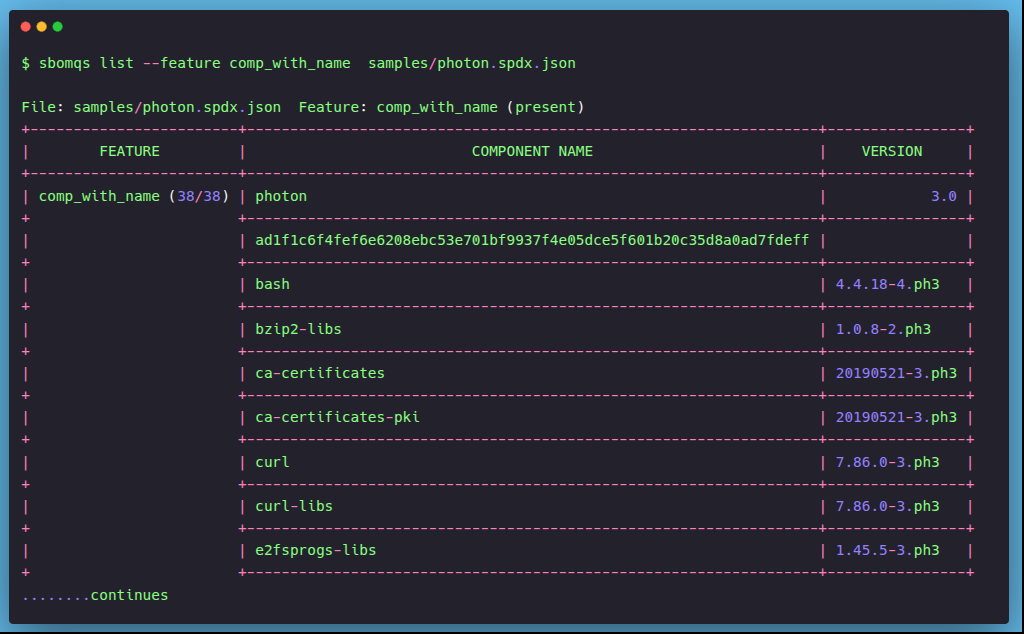 $ sbomqs list --feature comp_with_name  samples/photon.spdx.json
File: samples/photon.spdx.json  Feature: comp_with_name (present)
+------------------------+------------------------------------------------------------------+----------------+
|        FEATURE         |                          COMPONENT NAME                          |    VERSION     |
+------------------------+------------------------------------------------------------------+----------------+
| comp_with_name (38/38) | photon                                                           |            3.0 |
+                        +------------------------------------------------------------------+----------------+
|                        | ad1f1c6f4fef6e6208ebc53e701bf9937f4e05dce5f601b20c35d8a0ad7fdeff |                |
+                        +------------------------------------------------------------------+----------------+
|                        | bash                                                             | 4.4.18-4.ph3   |
+                        +------------------------------------------------------------------+----------------+
|                        | bzip2-libs                                                       | 1.0.8-2.ph3    |
+                        +------------------------------------------------------------------+----------------+
|                        | ca-certificates                                                  | 20190521-3.ph3 |
+                        +------------------------------------------------------------------+----------------+
|                        | ca-certificates-pki                                              | 20190521-3.ph3 |
+                        +------------------------------------------------------------------+----------------+
|                        | curl                                                             | 7.86.0-3.ph3   |
+                        +------------------------------------------------------------------+----------------+
|                        | curl-libs                                                        | 7.86.0-3.ph3   |
+                        +------------------------------------------------------------------+----------------+
|                        | e2fsprogs-libs                                                   | 1.45.5-3.ph3   |
+                        +------------------------------------------------------------------+----------------+
........continues